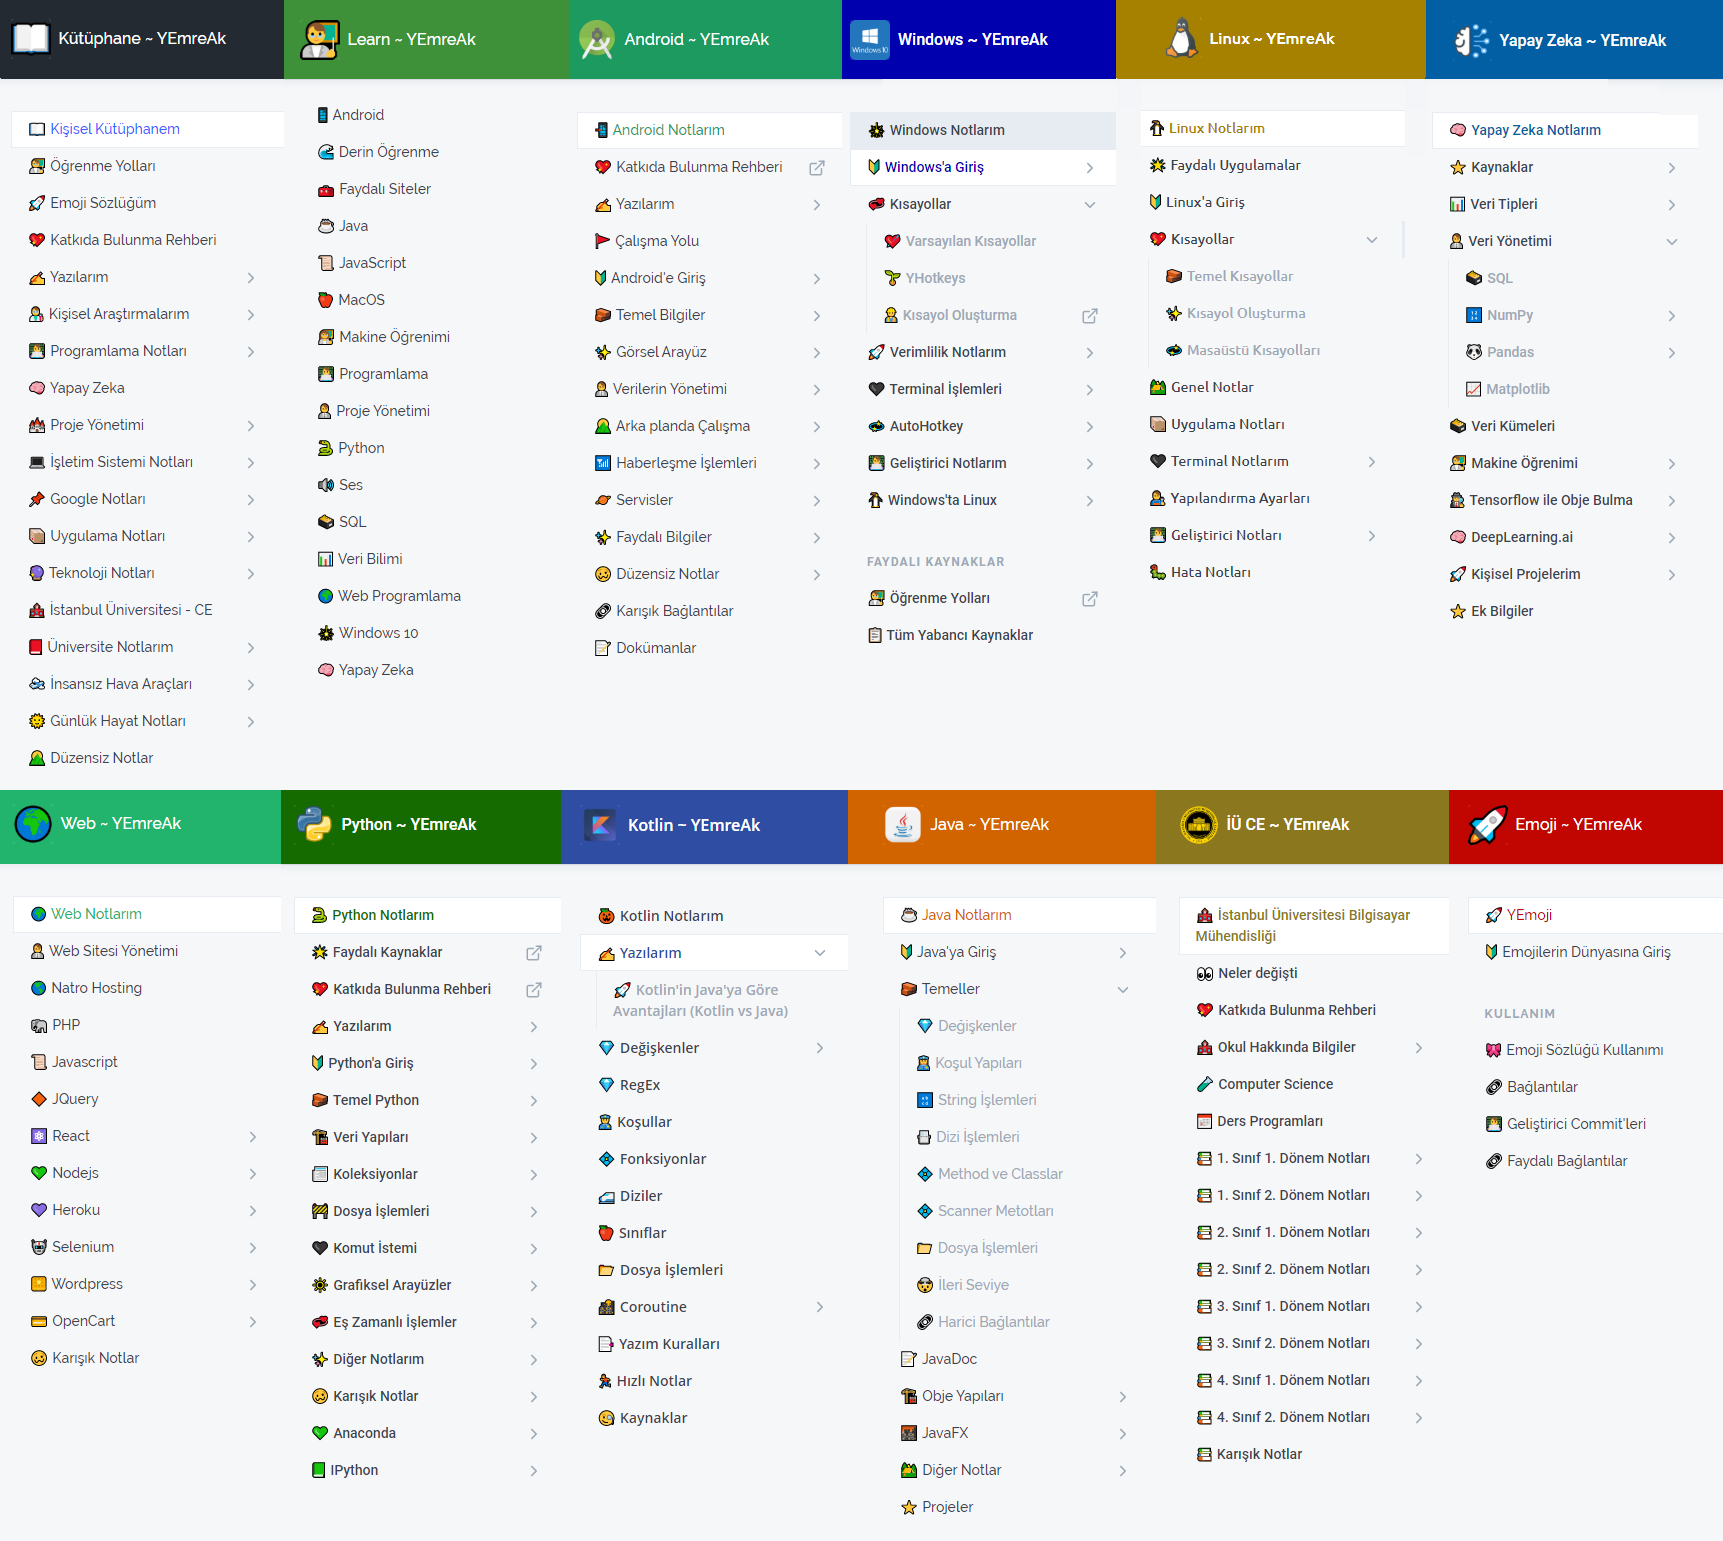 Kütüphane ~ YEmreAk
Kişisel Kütüphanem
Öğrenme Yolları
Emoji Sözlüğüm
Katkıda Bulunma Rehberi
Yazılarım
Kişisel Araştırmalarım
Programlama Notları
Yapay Zeka
Proje Yönetimi
İşletim Sistemi Notları
Google Notları
Uygulama Notları
Teknoloji Notları
İstanbul Üniversitesi - CE
Üniversite Notlarım
İnsansız Hava Araçları
Günlük Hayat Notları
Düzensiz Notlar
Learn ~ YEmreAk
Android
Derin Öğrenme
Faydalı Siteler
Java
JavaScript
MacOS
Makine Öğrenimi
Programlama
Proje Yönetimi
Python
Ses
SQL
Veri Bilimi
Web Programlama
Windows 10
Yapay Zeka
Android ~ YEmreAk
Android Notlarım
Katkıda Bulunma Rehberi
Yazılarım
Çalışma Yolu
Android'e Giriş
Temel Bilgiler
Görsel Arayüz
Verilerin Yönetimi
Arka planda Çalışma
Haberleşme İşlemleri
Servisler
Faydalı Bilgiler
Düzensiz Notlar
Karışık Bağlantılar
Dokümanlar
Windows 10
Windows ~ YEmreAk
Windows Notlarım
Windows'a Giriş
Kısayollar
Varsayılan Kısayollar
YHotkeys
Kısayol Oluşturma
Verimlilik Notlarım
Terminal İşlemleri
AutoHotkey
Geliştirici Notlarım
Windows'ta Linux
FAYDALI KAYNAKLAR
Öğrenme Yolları
Tüm Yabancı Kaynaklar
Linux ~ YEmreAk
Linux Notlarım
Faydalı Uygulamalar
Linux'a Giriş
Kısayollar
Temel Kısayollar
Kısayol Oluşturma
Masaüstü Kısayolları
Genel Notlar
Uygulama Notları
Terminal Notlarım
Yapılandırma Ayarları
Geliştirici Notları
Hata Notları
Yapay Zeka ~ YEmreAk
Yapay Zeka Notlarım
Kaynaklar
Veri Tipleri
Veri Yönetimi
SQL
NumPy
Pandas
Matplotlib
Veri Kümeleri
Makine Öğrenimi
Tensorflow ile Obje Bulma
DeepLearning.ai
Kişisel Projelerim
Ek Bilgiler
Web ~ YEmreAk
Web Notlarım
Web Sitesi Yönetimi
Natro Hosting
PHP
Javascript
JQuery
React
Nodejs
Heroku
Selenium
Wordpress
OpenCart
Karışık Notlar
Python ~ YEmreAk
Python Notlarım
Faydalı Kaynaklar
Katkıda Bulunma Rehberi
Yazılarım
Python'a Giriş
Temel Python
Veri Yapıları
Koleksiyonlar
Dosya İşlemleri
Komut İstemi
Grafiksel Arayüzler
Eş Zamanlı İşlemler
Diğer Notlarım
Karışık Notlar
Anaconda
IPython
Kotlin – YEmreAk
Kotlin Notlarım
Yazılarım
Kotlin'in Java'ya Göre
Avantajları (Kotlin vs Java)
Değişkenler
RegEx
Koşullar
Fonksiyonlar
Diziler
Sınıflar
Dosya İşlemleri
Coroutine
Yazım Kuralları
Hızlı Notlar
Kaynaklar
Java ~ YEmreAk
Java Notlarım
Java'ya Giriş
Temeller
Değişkenler
Koşul Yapıları
String İşlemleri
Dizi İşlemleri
Method ve Classlar
Scanner Metotları
Dosya İşlemleri
İleri Seviye
Harici Bağlantılar
JavaDoc
Obje Yapıları
JavaFX
Diğer Notlar
Projeler
İÜ CE ~ YEmreAk
İstanbul Üniversitesi Bilgisayar
Mühendisliği
Neler değişti
Katkıda Bulunma Rehberi
Okul Hakkında Bilgiler
Computer Science
Ders Programları
1. Sınıf 1. Dönem Notları
1. Sınıf 2. Dönem Notları
2. Sınıf 1. Dönem Notları
2. Sınıf 2. Dönem Notları
3. Sınıf 1. Dönem Notları
3. Sınıf 2. Dönem Notları
4. Sınıf 1. Dönem Notları
4. Sınıf 2. Dönem Notları
Karışık Notlar
Emoji ~ YEmreAk
YEmoji
Emojilerin Dünyasına Giriş
KULLANIM
Emoji Sözlüğü Kullanımı
Bağlantılar
Geliştirici Commit'leri
Faydalı Bağlantılar